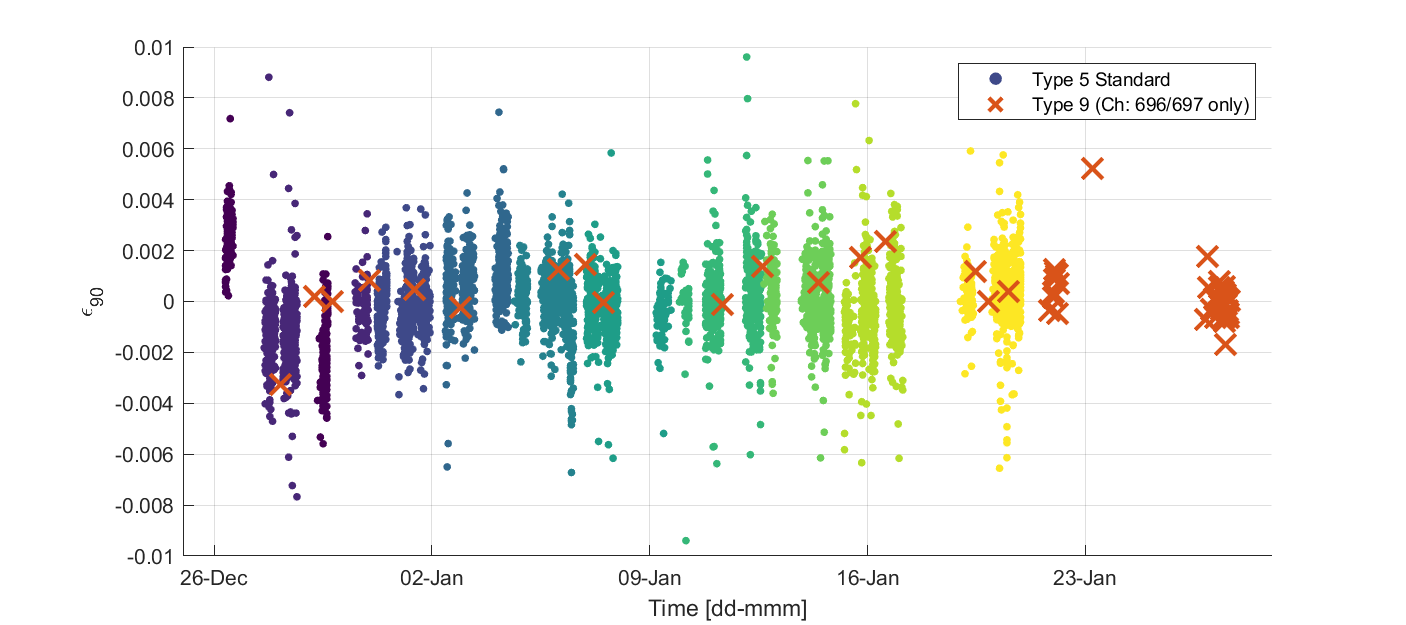 0.01
0.008
0.006
0.004
0.002
0
-0.002
-0.004
-0.006
-0.008
-0.01
ϵ90
26-Dec
02-Jan
09-Jan
16-Jan
23-Jan
Time [dd-mmm]
Type 5 Standard
Type 9 (Ch: 696/697 only)